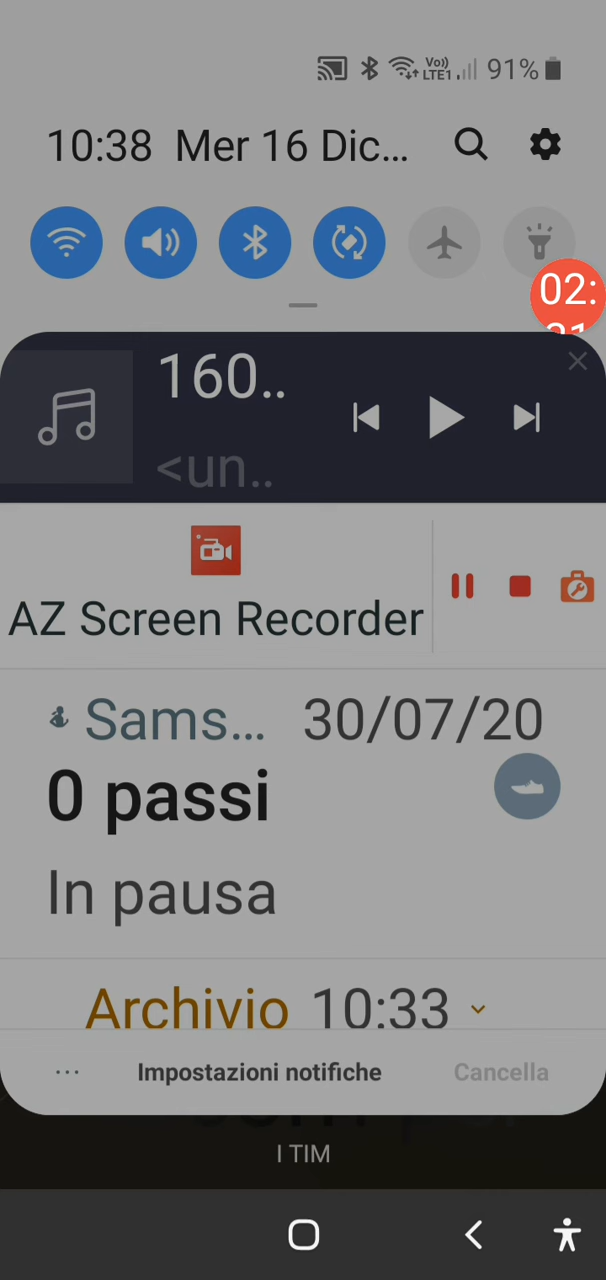 Vo)) LTE1 91%
10:38 Mer 16 Dic...
02:
160..
<un..
AZ Screen Recorder
Sams... 30/07/20
0 passi
In pausa
Archivio 10:33
Impostazioni notifiche Cancella
I TIM